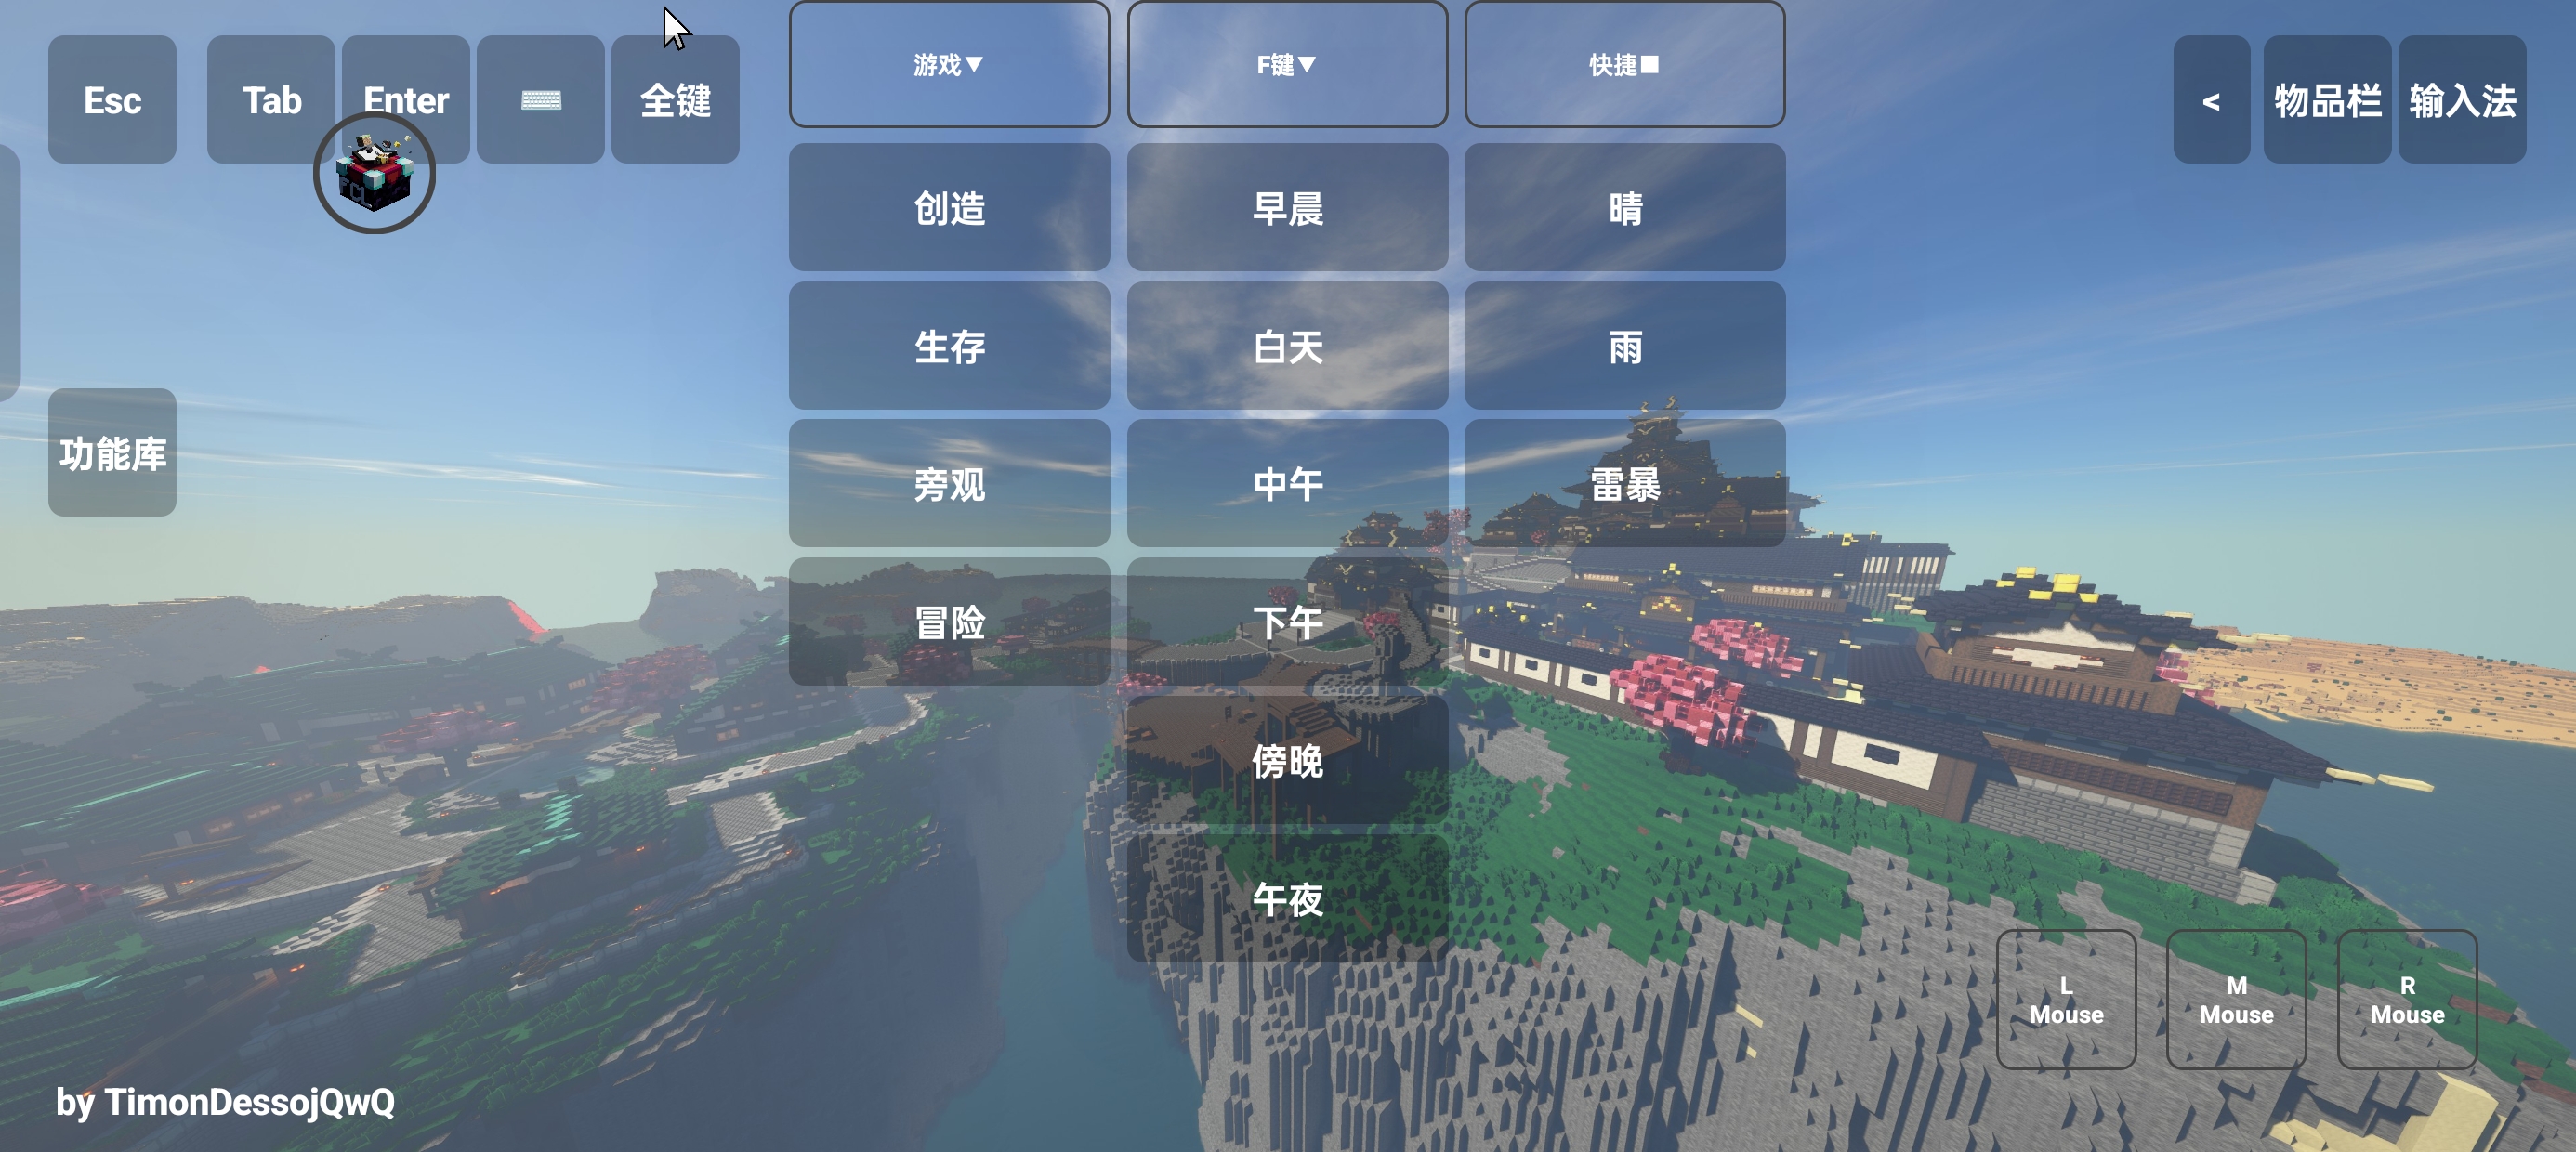 Esc
Tab
Enter
全键
游戏▼
F键▼
快捷■
<
物品栏
输入法
创造
早晨
晴
生存
白天
雨
功能库
旁观
中午
雷暴
冒险
下午
傍晚
午夜
L
Mouse
M
Mouse
R
Mouse
by TimonDessojQwQ
FCL